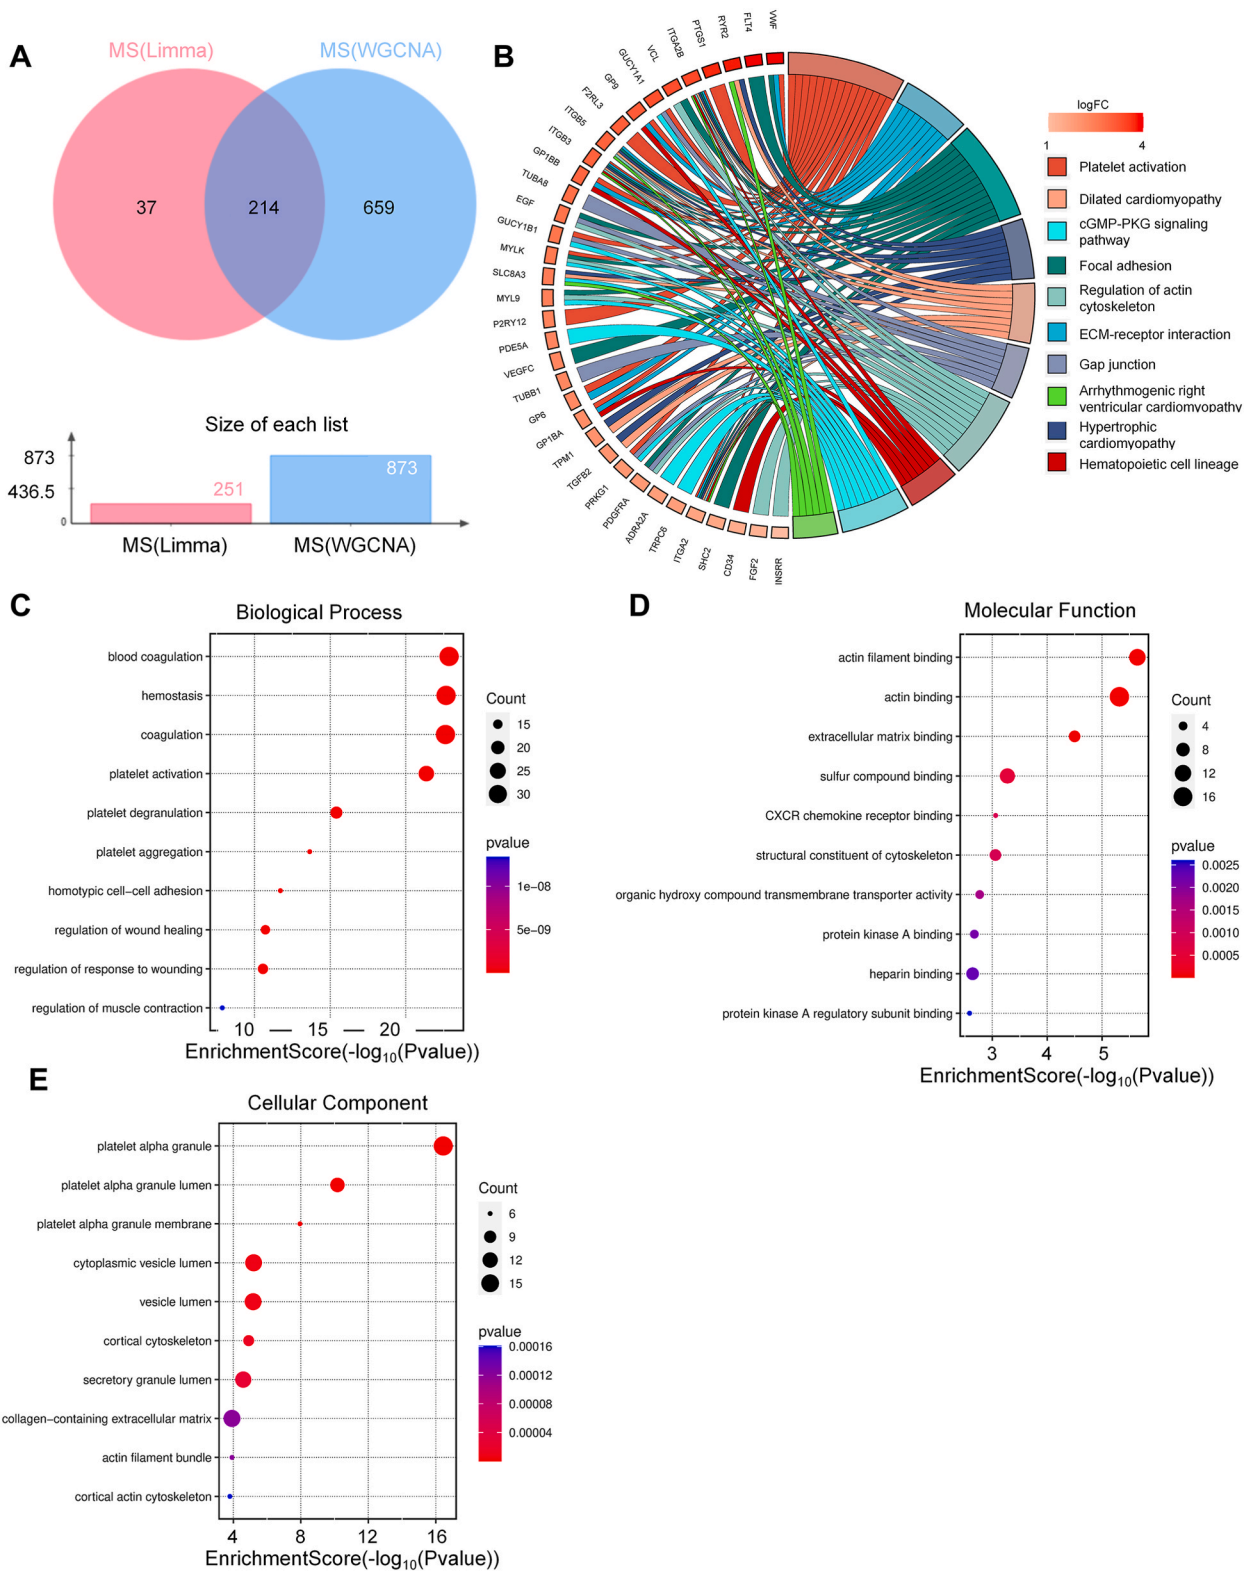 A
MS(Limma)
MS(WGCNA)
37
214
659
Size of each list
873
436.5
0
251
873
MS(Limma)
MS(WGCNA)
B
VWF
FLT4
RYR2
PTGS1
ITGA2B
VCL
GUCY1A1
GP9
F2RL3
ITGB5
ITGB3
GP1BB
TUBA8
EGF
GUCY1B1
MYLK
SLC8A3
MYL9
P2RY12
PDE5A
VEGFC
TUBB1
GP6
GP1BA
TPM1
TGFB2
PRKG1
PDGFRA
ADRA2A
TRPC6
ITGA2
SHC2
CD34
FGF2
INSRR
logFC
1
4
Platelet activation
Dilated cardiomyopathy
cGMP-PKG signaling
pathway
Focal adhesion
Regulation of actin
cytoskeleton
ECM-receptor interaction
Gap junction
Arrhythmogenic right
ventricular cardiomyopathy
Hypertrophic
cardiomyopathy
Hematopoietic cell lineage
C
Biological Process
blood coagulation
hemostasis
coagulation
platelet activation
platelet degranulation
platelet aggregation
homotypic cell−cell adhesion
regulation of wound healing
regulation of response to wounding
regulation of muscle contraction
10
15
20
EnrichmentScore(-log10(Pvalue))
Count
15
20
25
30
pvalue
1e−08
5e−09
D
Molecular Function
actin filament binding
actin binding
extracellular matrix binding
sulfur compound binding
CXCR chemokine receptor binding
structural constituent of cytoskeleton
organic hydroxy compound transmembrane transporter activity
protein kinase A binding
heparin binding
protein kinase A regulatory subunit binding
3
4
5
EnrichmentScore(-log10(Pvalue))
Count
4
8
12
16
pvalue
0.0025
0.0020
0.0015
0.0010
0.0005
E
Cellular Component
platelet alpha granule
platelet alpha granule lumen
platelet alpha granule membrane
cytoplasmic vesicle lumen
vesicle lumen
cortical cytoskeleton
secretory granule lumen
collagen−containing extracellular matrix
actin filament bundle
cortical actin cytoskeleton
4
8
12
16
EnrichmentScore(-log10(Pvalue))
Count
6
9
12
15
pvalue
0.00016
0.00012
0.00008
0.00004